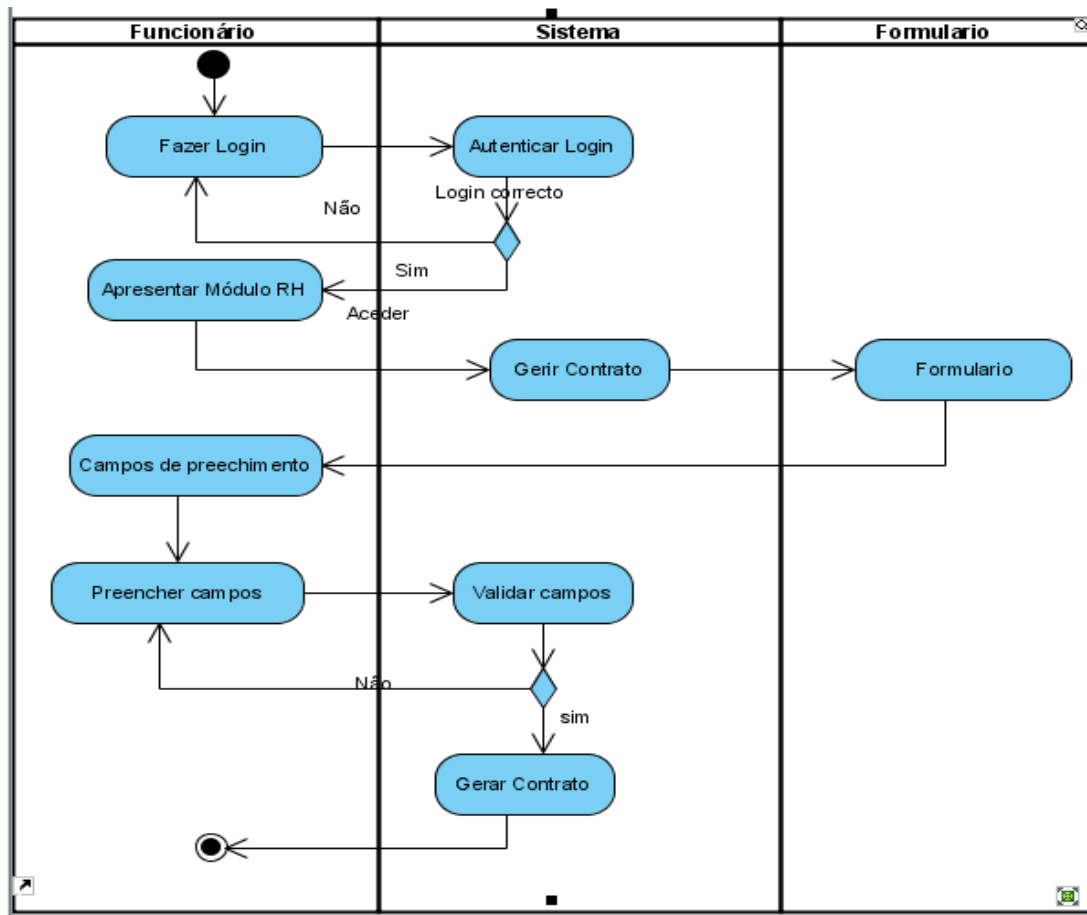 Funcionário
Sistema
Formulario
Fazer Login
Autenticar Login
Login correcto
Não
Sim
Apresentar Módulo RH
Aceder
Gerir Contrato
Formulario
Campos de preechimento
Preencher campos
Validar campos
Não
sim
Gerar Contrato